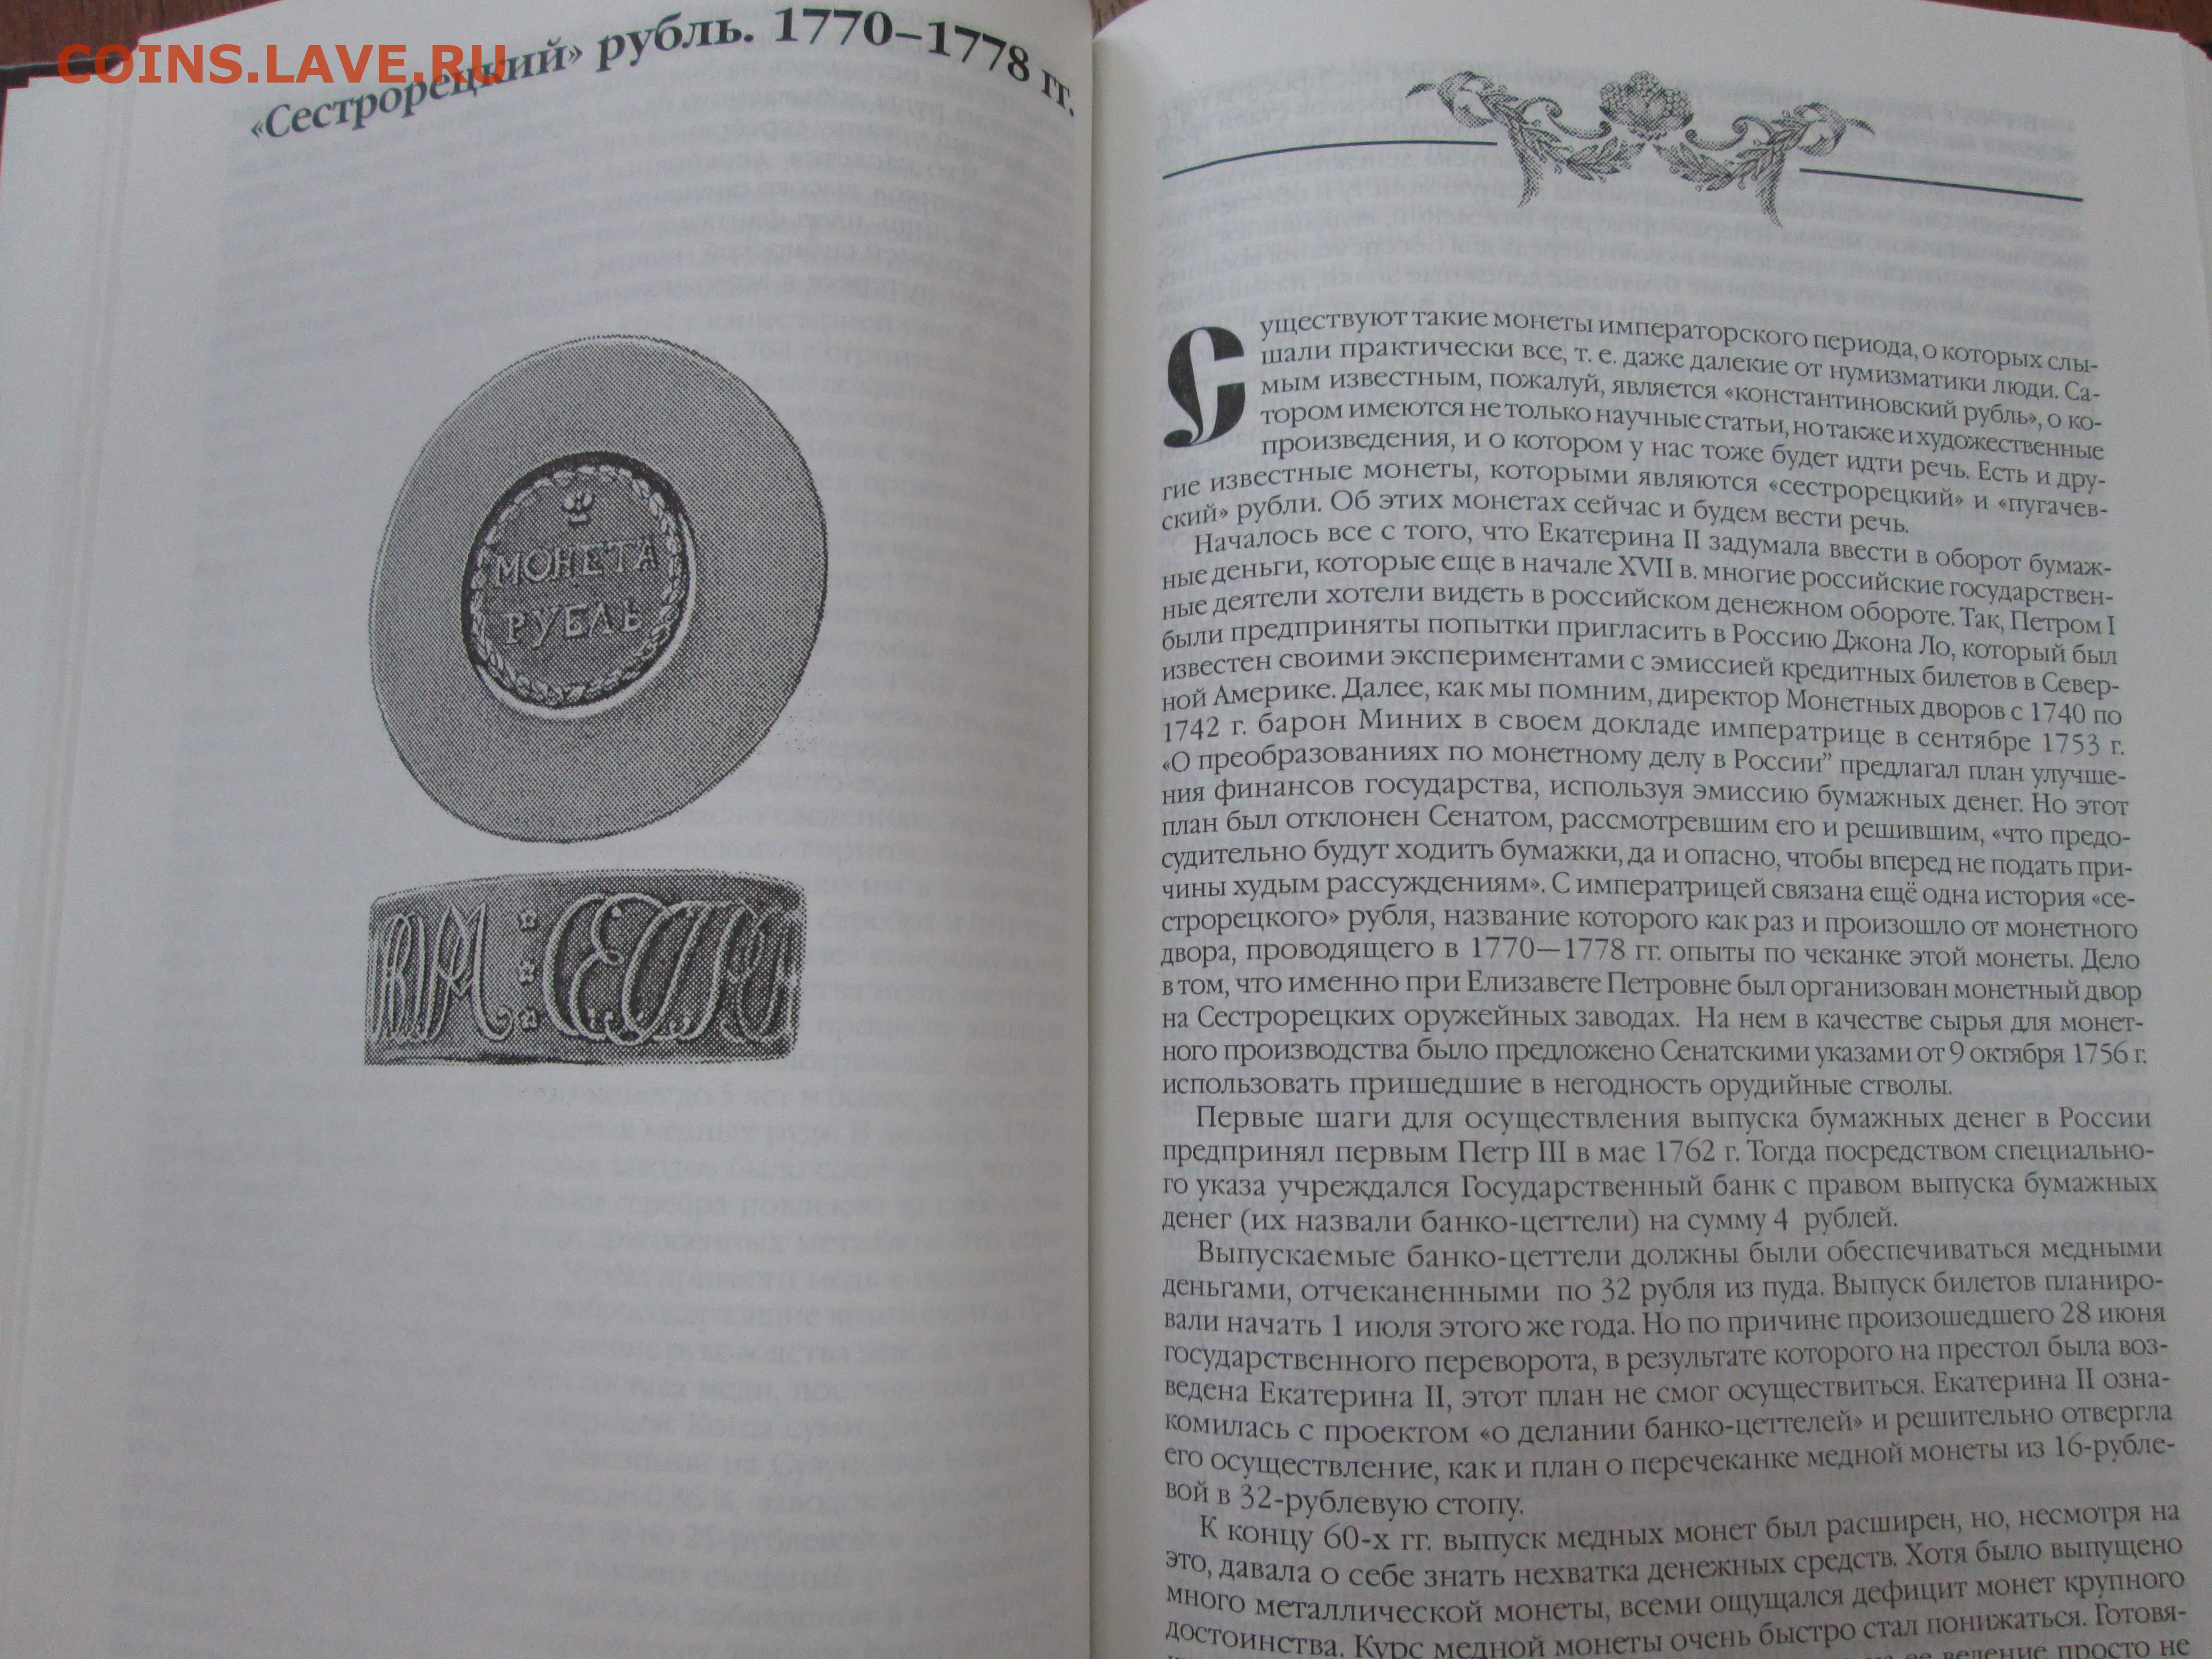 COINS.LAVE.RU
«Сестрорецкий» рубль. 1770–1778 гг.
МОНЕТА
РУБЛЬ
Существуют такие монеты императорского периода, о которых слы-
шали практически все, т. е. даже далекие от нумизматики люди. Са-
мым известным, пожалуй, является «константиновский рубль», о ко-
тором имеются не только научные статьи, но также и художественные
произведения, и о котором у нас тоже будет идти речь. Есть и дру-
гие известные монеты, которыми являются «сестрорецкий» и «пугачев-
ский» рубли. Об этих монетах сейчас и будем вести речь.
Началось все с того, что Екатерина II задумала ввести в оборот бумаж-
ные деньги, которые еще в начале XVII в. многие российские государствен-
ные деятели хотели видеть в российском денежном обороте. Так, Петром I
были предприняты попытки пригласить в Россию Джона Ло, который был
известен своими экспериментами с эмиссией кредитных билетов в Север-
ной Америке. Далее, как мы помним, директор Монетных дворов с 1740 по
1742 г. барон Миних в своем докладе императрице в сентябре 1753 г.
«О преобразованиях по монетному делу в России” предлагал план улучше-
ния финансов государства, используя эмиссию бумажных денег. Но этот
план был отклонен Сенатом, рассмотревшим его и решившим, «что предо-
судительно будут ходить бумажки, да и опасно, чтобы вперед не подать при-
чины худым рассуждениям». С императрицей связана ещё одна история «се-
строрецкого» рубля, название которого как раз и произошло от монетного
двора, проводящего в 1770—1778 гг. опыты по чеканке этой монеты. Дело
в том, что именно при Елизавете Петровне был организован монетный двор
на Сестрорецких оружейных заводах. На нем в качестве сырья для монет-
ного производства было предложено Сенатскими указами от 9 октября 1756 г.
использовать пришедшие в негодность орудийные стволы.
Первые шаги для осуществления выпуска бумажных денег в России
предпринял первым Петр III в мае 1762 г. Тогда посредством специально-
го указа учреждался Государственный банк с правом выпуска бумажных
денег (их назвали банко-цеттели) на сумму 4 рублей.
Выпускаемые банко-цеттели должны были обеспечиваться медными
деньгами, отчеканенными по 32 рубля из пуда. Выпуск билетов планиро-
вали начать 1 июля этого же года. Но по причине произошедшего 28 июня
государственного переворота, в результате которого на престол была воз-
ведена Екатерина II, этот план не смог осуществиться. Екатерина II озна-
комилась с проектом «о делании банко-цеттелей» и решительно отвергла
его осуществление, как и план о перечеканке медной монеты из 16-рубле-
вой в 32-рублевую стопу.
К концу 60-х гг. выпуск медных монет был расширен, но, несмотря на
это, давала о себе знать нехватка денежных средств. Хотя было выпущено
много металлической монеты, всеми ощущался дефицит монет крупного
достоинства. Курс медной монеты очень быстро стал понижаться. Готовя-
ведение просто не